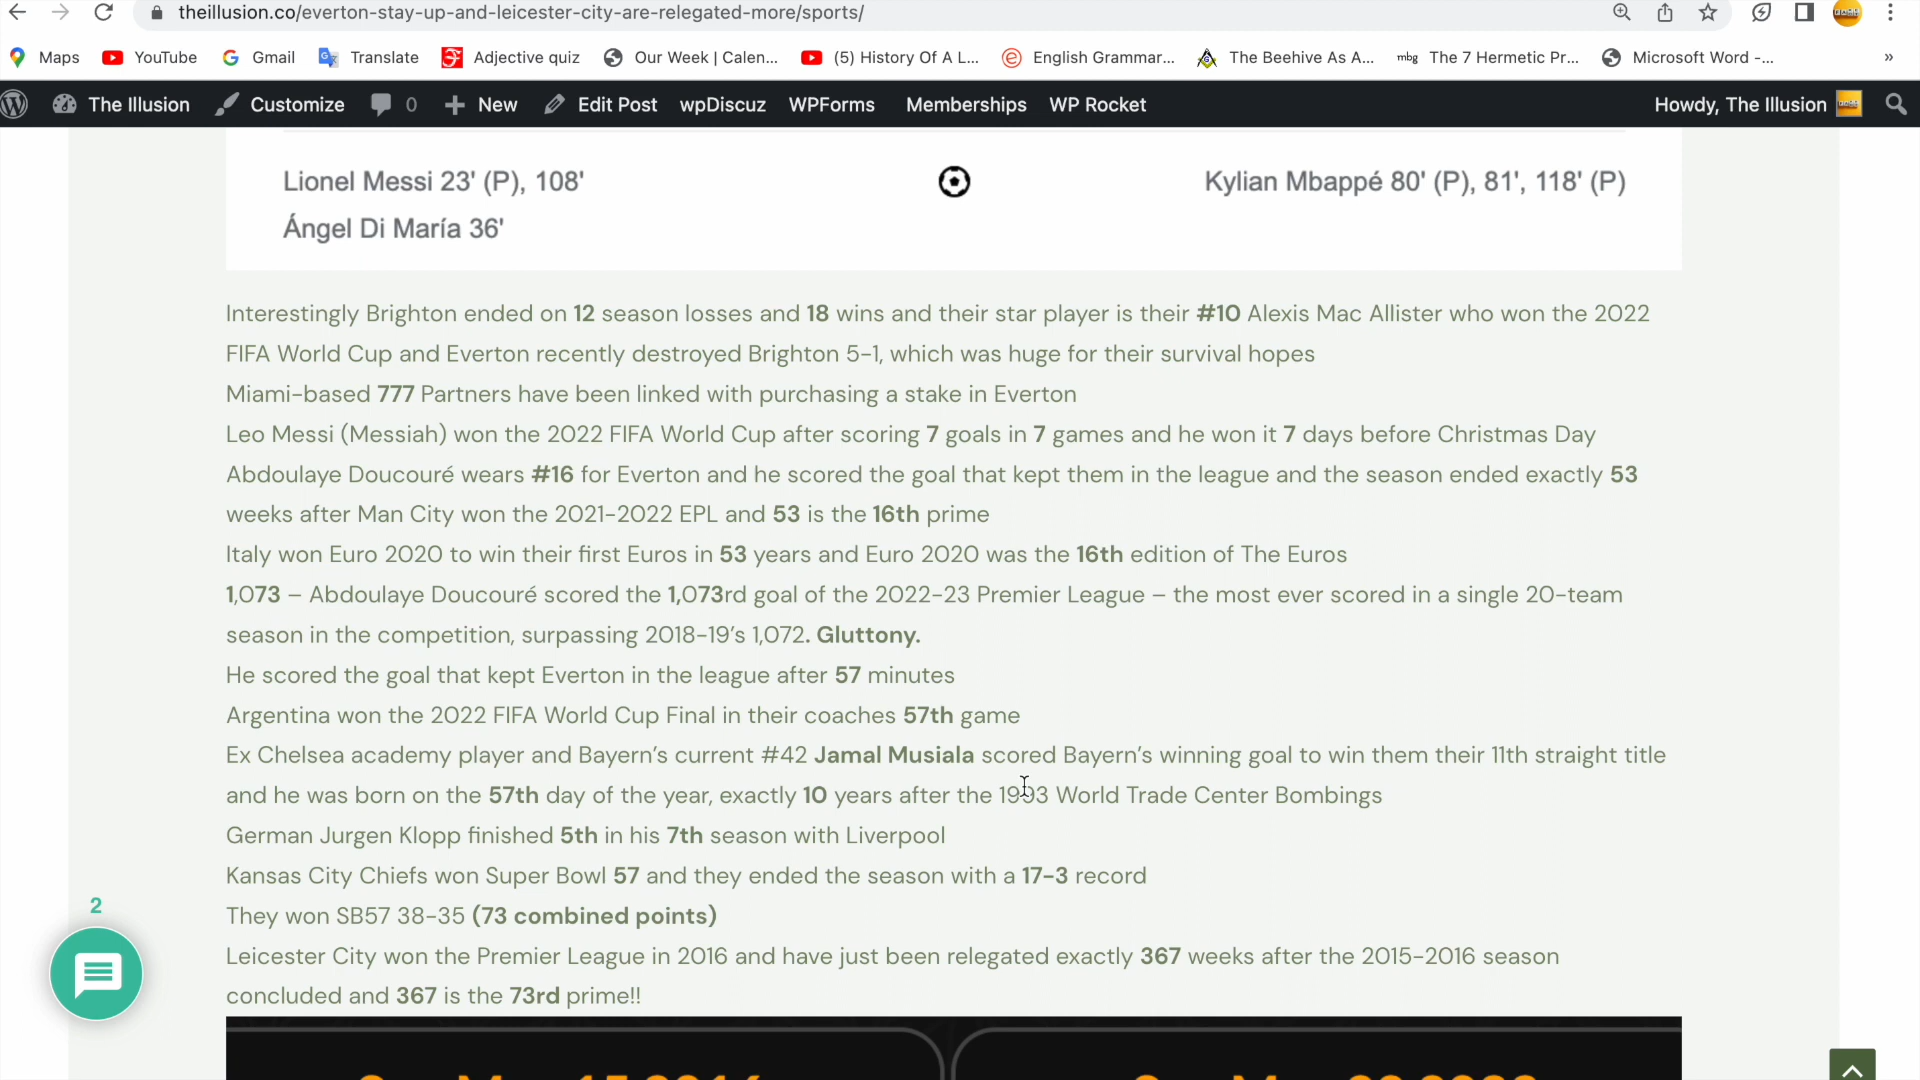 theillusion.co/everton-stay-up-and-leicester-city-are-relegated-more/sports/
Maps YouTube Gmail Translate Adjective quiz Our Week | Calen... (5) History Of A L... English Grammar... The Beehive As A... mbg The 7 Hermetic Pr... Microsoft Word -... »
The Illusion Customize 0 New Edit Post wpDiscuz WPForms Memberships WP Rocket Howdy, The Illusion
Lionel Messi 23' (P), 108' Kylian Mbappé 80' (P), 81', 118' (P)
Ángel Di María 36'
Interestingly Brighton ended on 12 season losses and 18 wins and their star player is their #10 Alexis Mac Allister who won the 2022
FIFA World Cup and Everton recently destroyed Brighton 5-1, which was huge for their survival hopes
Miami-based 777 Partners have been linked with purchasing a stake in Everton
Leo Messi (Messiah) won the 2022 FIFA World Cup after scoring 7 goals in 7 games and he won it 7 days before Christmas Day
Abdoulaye Doucouré wears #16 for Everton and he scored the goal that kept them in the league and the season ended exactly 53
weeks after Man City won the 2021-2022 EPL and 53 is the 16th prime
Italy won Euro 2020 to win their first Euros in 53 years and Euro 2020 was the 16th edition of The Euros
1,073 – Abdoulaye Doucouré scored the 1,073rd goal of the 2022-23 Premier League – the most ever scored in a single 20-team
season in the competition, surpassing 2018-19's 1,072. Gluttony.
He scored the goal that kept Everton in the league after 57 minutes
Argentina won the 2022 FIFA World Cup Final in their coaches 57th game
Ex Chelsea academy player and Bayern's current #42 Jamal Musiala scored Bayern's winning goal to win them their 11th straight title
and he was born on the 57th day of the year, exactly 10 years after the 1993 World Trade Center Bombings
German Jurgen Klopp finished 5th in his 7th season with Liverpool
Kansas City Chiefs won Super Bowl 57 and they ended the season with a 17-3 record
They won SB57 38-35 (73 combined points)
Leicester City won the Premier League in 2016 and have just been relegated exactly 367 weeks after the 2015-2016 season
concluded and 367 is the 73rd prime!!
2